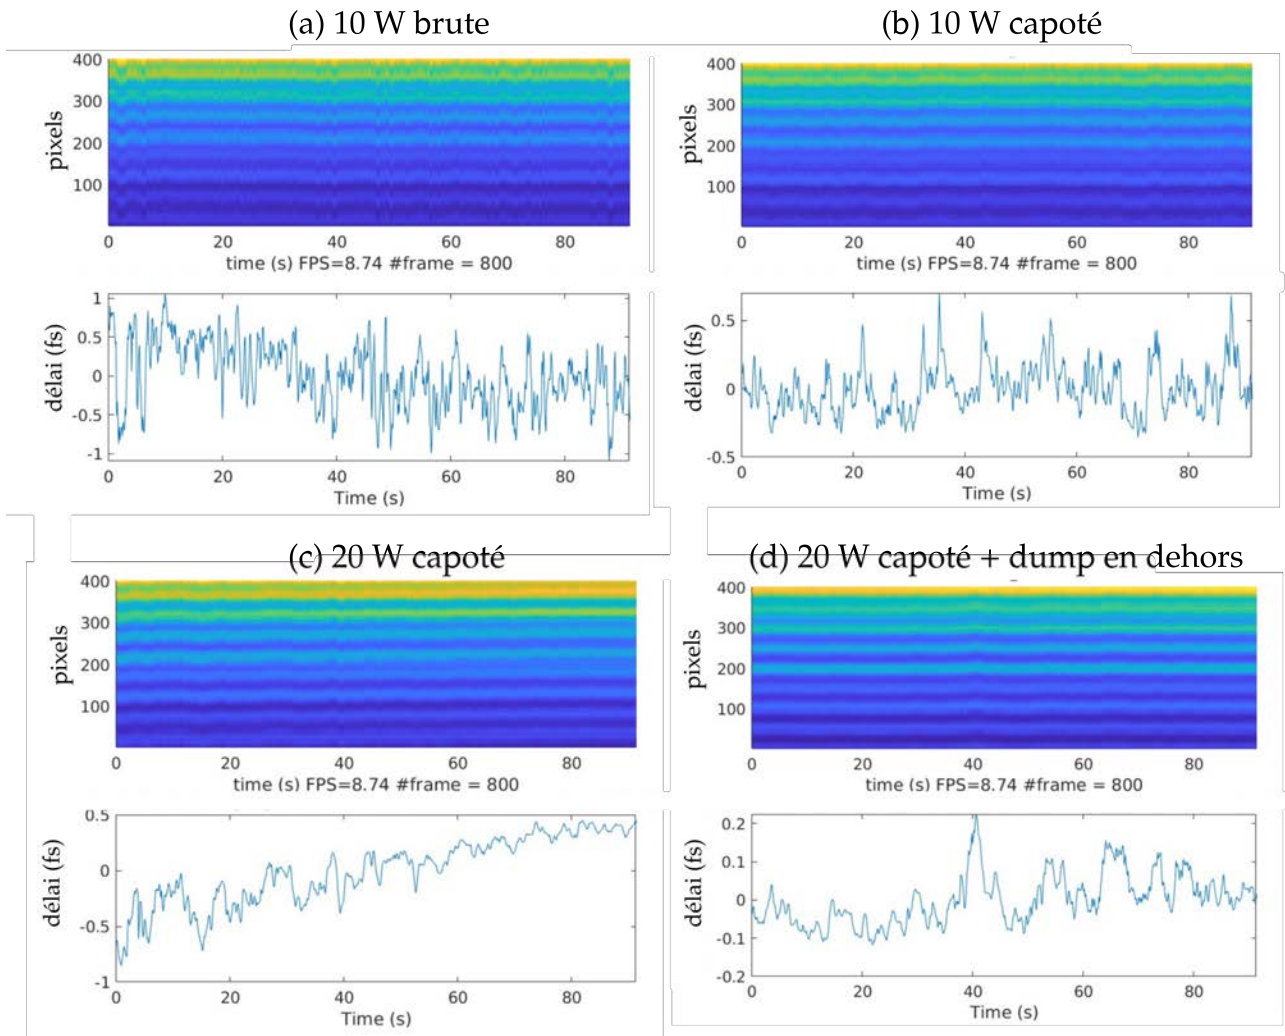 (a) 10 W brute
400
300
200
100
pixels
0 20 40 60 80
time (s) FPS=8.74 #frame = 800
1
0.5
0
-0.5
-1
délai (fs)
0 20 40 60 80
Time (s)
(b) 10 W capoté
400
300
200
100
pixels
0 20 40 60 80
time (s) FPS=8.74 #frame = 800
0.5
0
-0.5
délai (fs)
0 20 40 60 80
Time (s)
(c) 20 W capoté
400
300
200
100
pixels
0 20 40 60 80
time (s) FPS=8.74 #frame = 800
0.5
0
-0.5
-1
délai (fs)
0 20 40 60 80
Time (s)
(d) 20 W capoté + dump en dehors
400
300
200
100
pixels
0 20 40 60 80
time (s) FPS=8.74 #frame = 800
0.2
0.1
0
-0.1
-0.2
délai (fs)
0 20 40 60 80
Time (s)